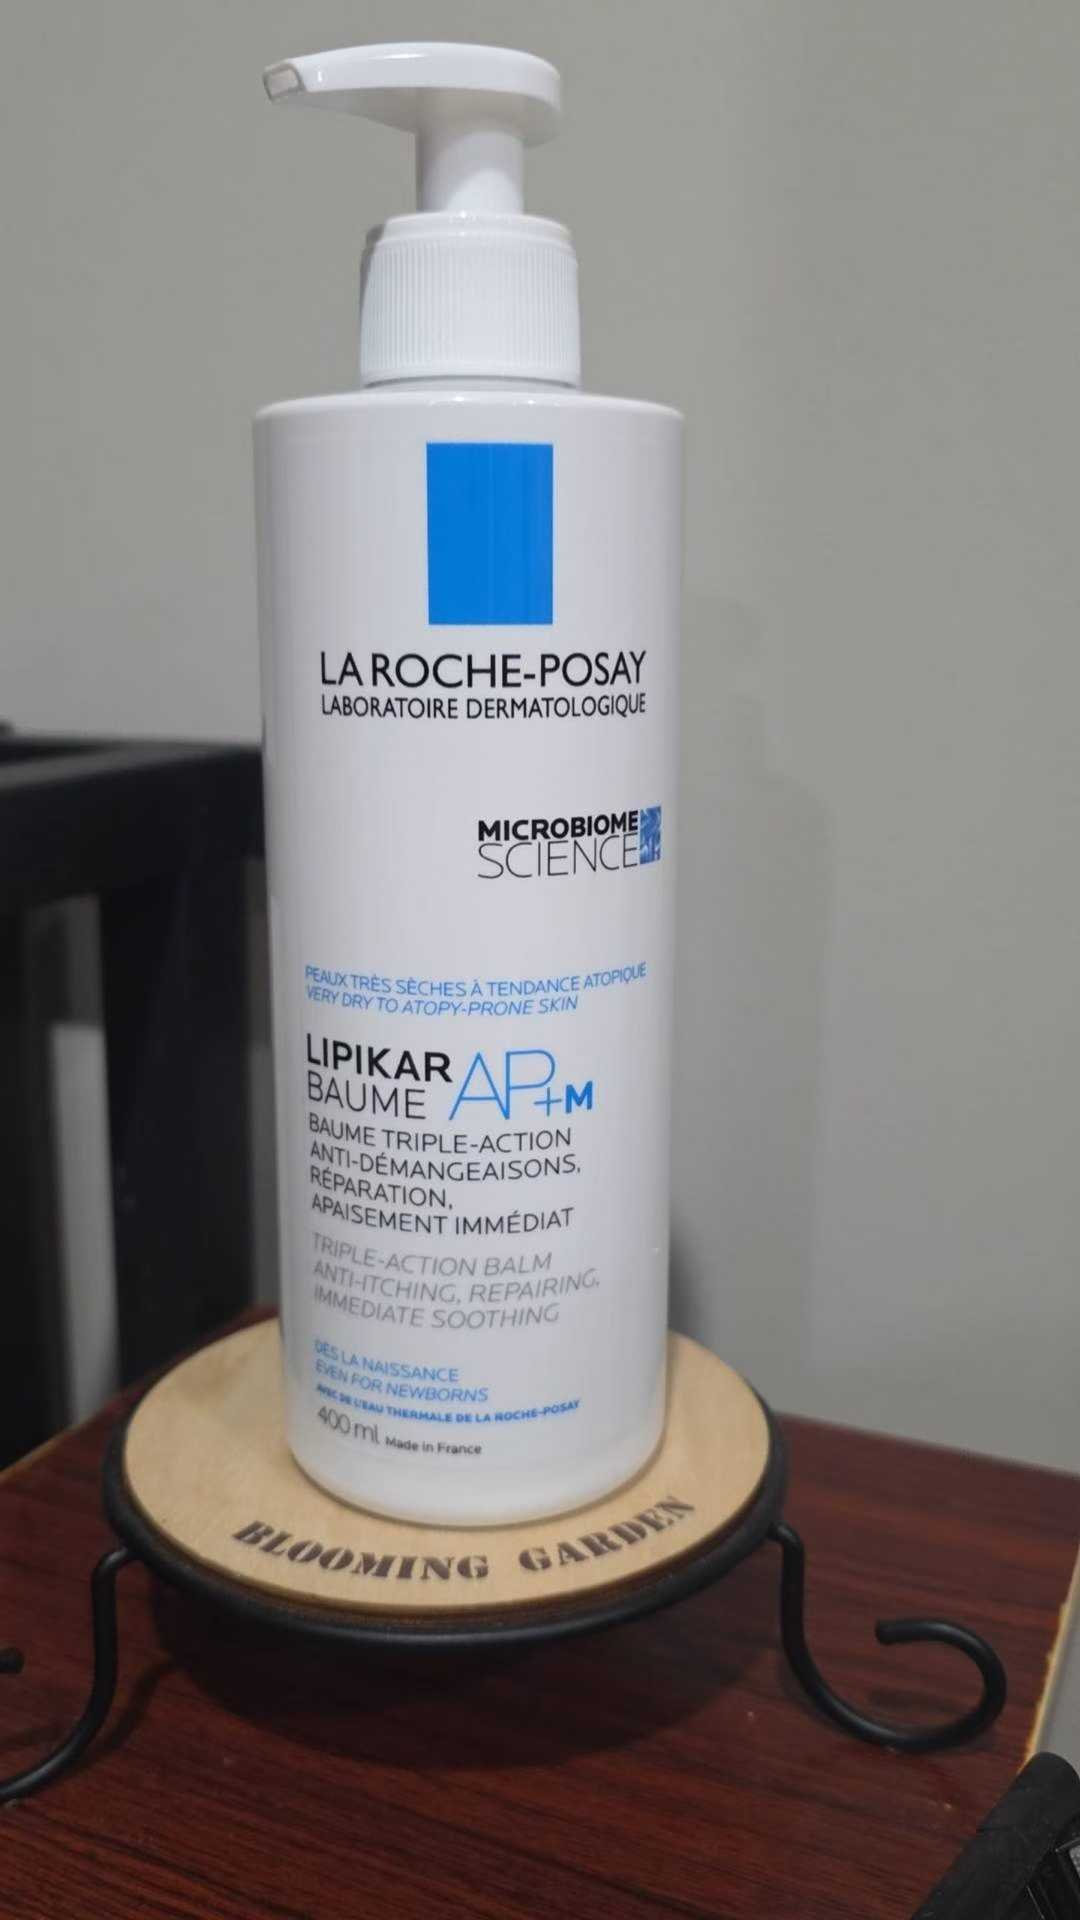 LA ROCHE-POSAY
LABORATOIRE DERMATOLOGIQUE
MICROBIOME
SCIENCE
PEAUX TRÈS SÈCHES À TENDANCE ATOPIQUE
VERY DRY TO ATOPY-PRONE SKIN
LIPIKAR
BAUME AP+M
BAUME TRIPLE-ACTION
ANTI-DÉMANGEAISONS,
RÉPARATION,
APAISEMENT IMMÉDIAT
TRIPLE-ACTION BALM
ANTI-ITCHING, REPAIRING,
IMMEDIATE SOOTHING
DÈS LA NAISSANCE
EVEN FOR NEWBORNS
AVEC DE L'EAU THERMALE DE LA ROCHE-POSAY
400 ml Made in France
BLOOMING GARDEN